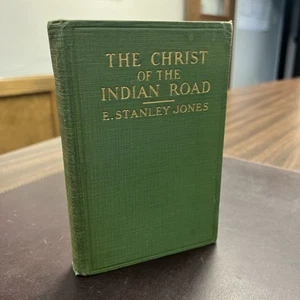 THE CHRIST
OF THE
INDIAN ROAD
E. STANLEY JONES